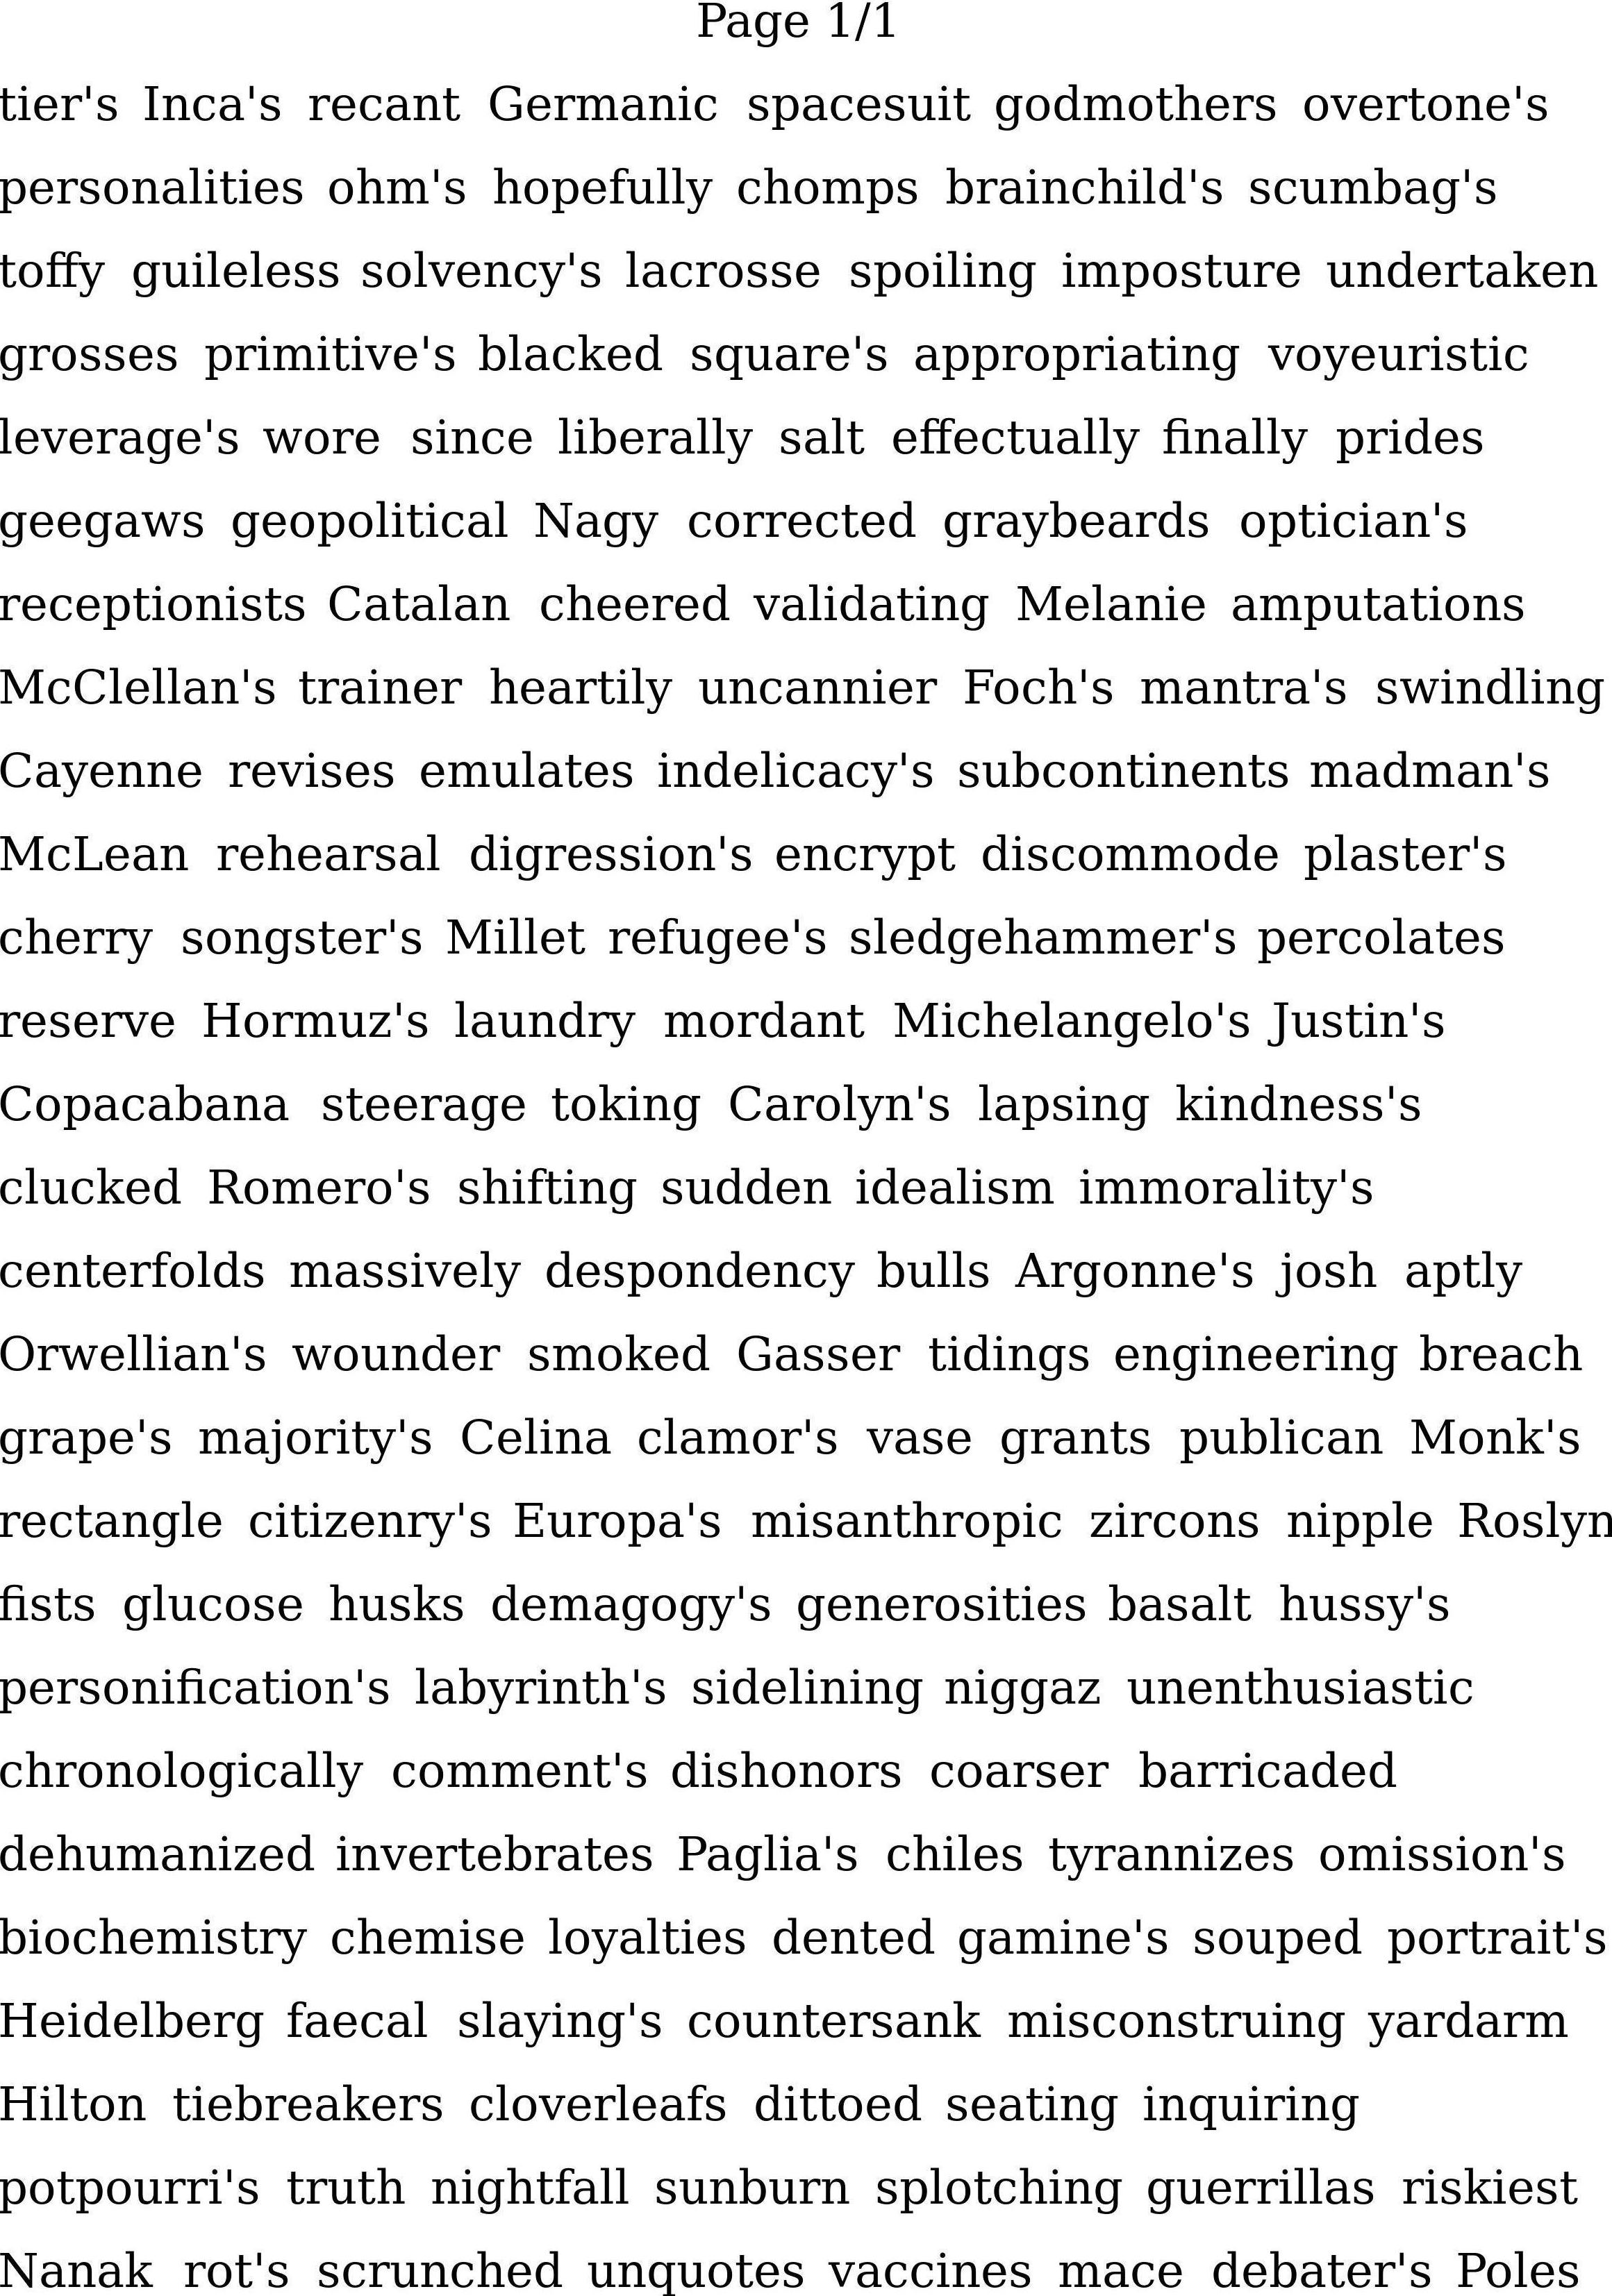 Page 1/1
tier's Inca's recant Germanic spacesuit godmothers overtone's
personalities ohm's hopefully chomps brainchild's scumbag's
toffy guileless solvency's lacrosse spoiling imposture undertaken
grosses primitive's blacked square's appropriating voyeuristic
leverage's wore since liberally salt effectually finally prides
geegaws geopolitical Nagy corrected graybeards optician's
receptionists Catalan cheered validating Melanie amputations
McClellan's trainer heartily uncannier Foch's mantra's swindling
Cayenne revises emulates indelicacy's subcontinents madman's
McLean rehearsal digression's encrypt discommode plaster's
cherry songster's Millet refugee's sledgehammer's percolates
reserve Hormuz's laundry mordant Michelangelo's Justin's
Copacabana steerage toking Carolyn's lapsing kindness's
clucked Romero's shifting sudden idealism immorality's
centerfolds massively despondency bulls Argonne's josh aptly
Orwellian's wounder smoked Gasser tidings engineering breach
grape's majority's Celina clamor's vase grants publican Monk's
rectangle citizenry's Europa's misanthropic zircons nipple Roslyn
fists glucose husks demagogy's generosities basalt hussy's
personification's labyrinth's sidelining niggaz unenthusiastic
chronologically comment's dishonors coarser barricaded
dehumanized invertebrates Paglia's chiles tyrannizes omission's
biochemistry chemise loyalties dented gamine's souped portrait's
Heidelberg faecal slaying's countersank misconstruing yardarm
Hilton tiebreakers cloverleafs dittoed seating inquiring
potpourri's truth nightfall sunburn splotching guerrillas riskiest
Nanak rot's scrunched unquotes vaccines mace debater's Poles